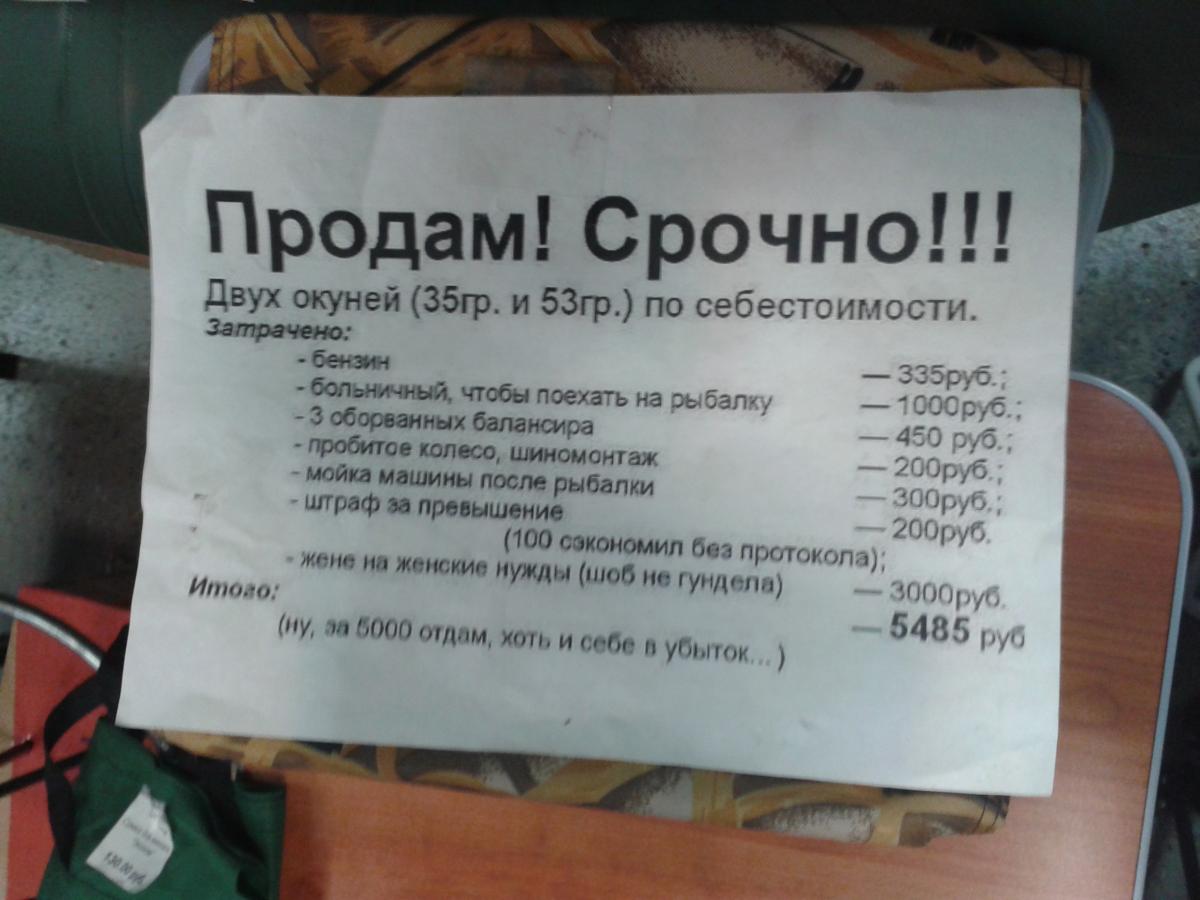 Продам! Срочно!!!
Двух окуней (35гр. и 53гр.) по себестоимости.
Затрачено:
- бензин — 335руб.;
- больничный, чтобы поехать на рыбалку — 1000руб.;
- 3 оборванных балансира — 450 руб.;
- пробитое колесо, шиномонтаж — 200руб.;
- мойка машины после рыбалки — 300руб.;
- штраф за превышение — 200руб.
(100 сэкономил без протокола);
- жене на женские нужды (шоб не гундела) — 3000руб.
Итого: — 5485 руб
(ну, за 5000 отдам, хоть и себе в убыток... )
130.00 руб.